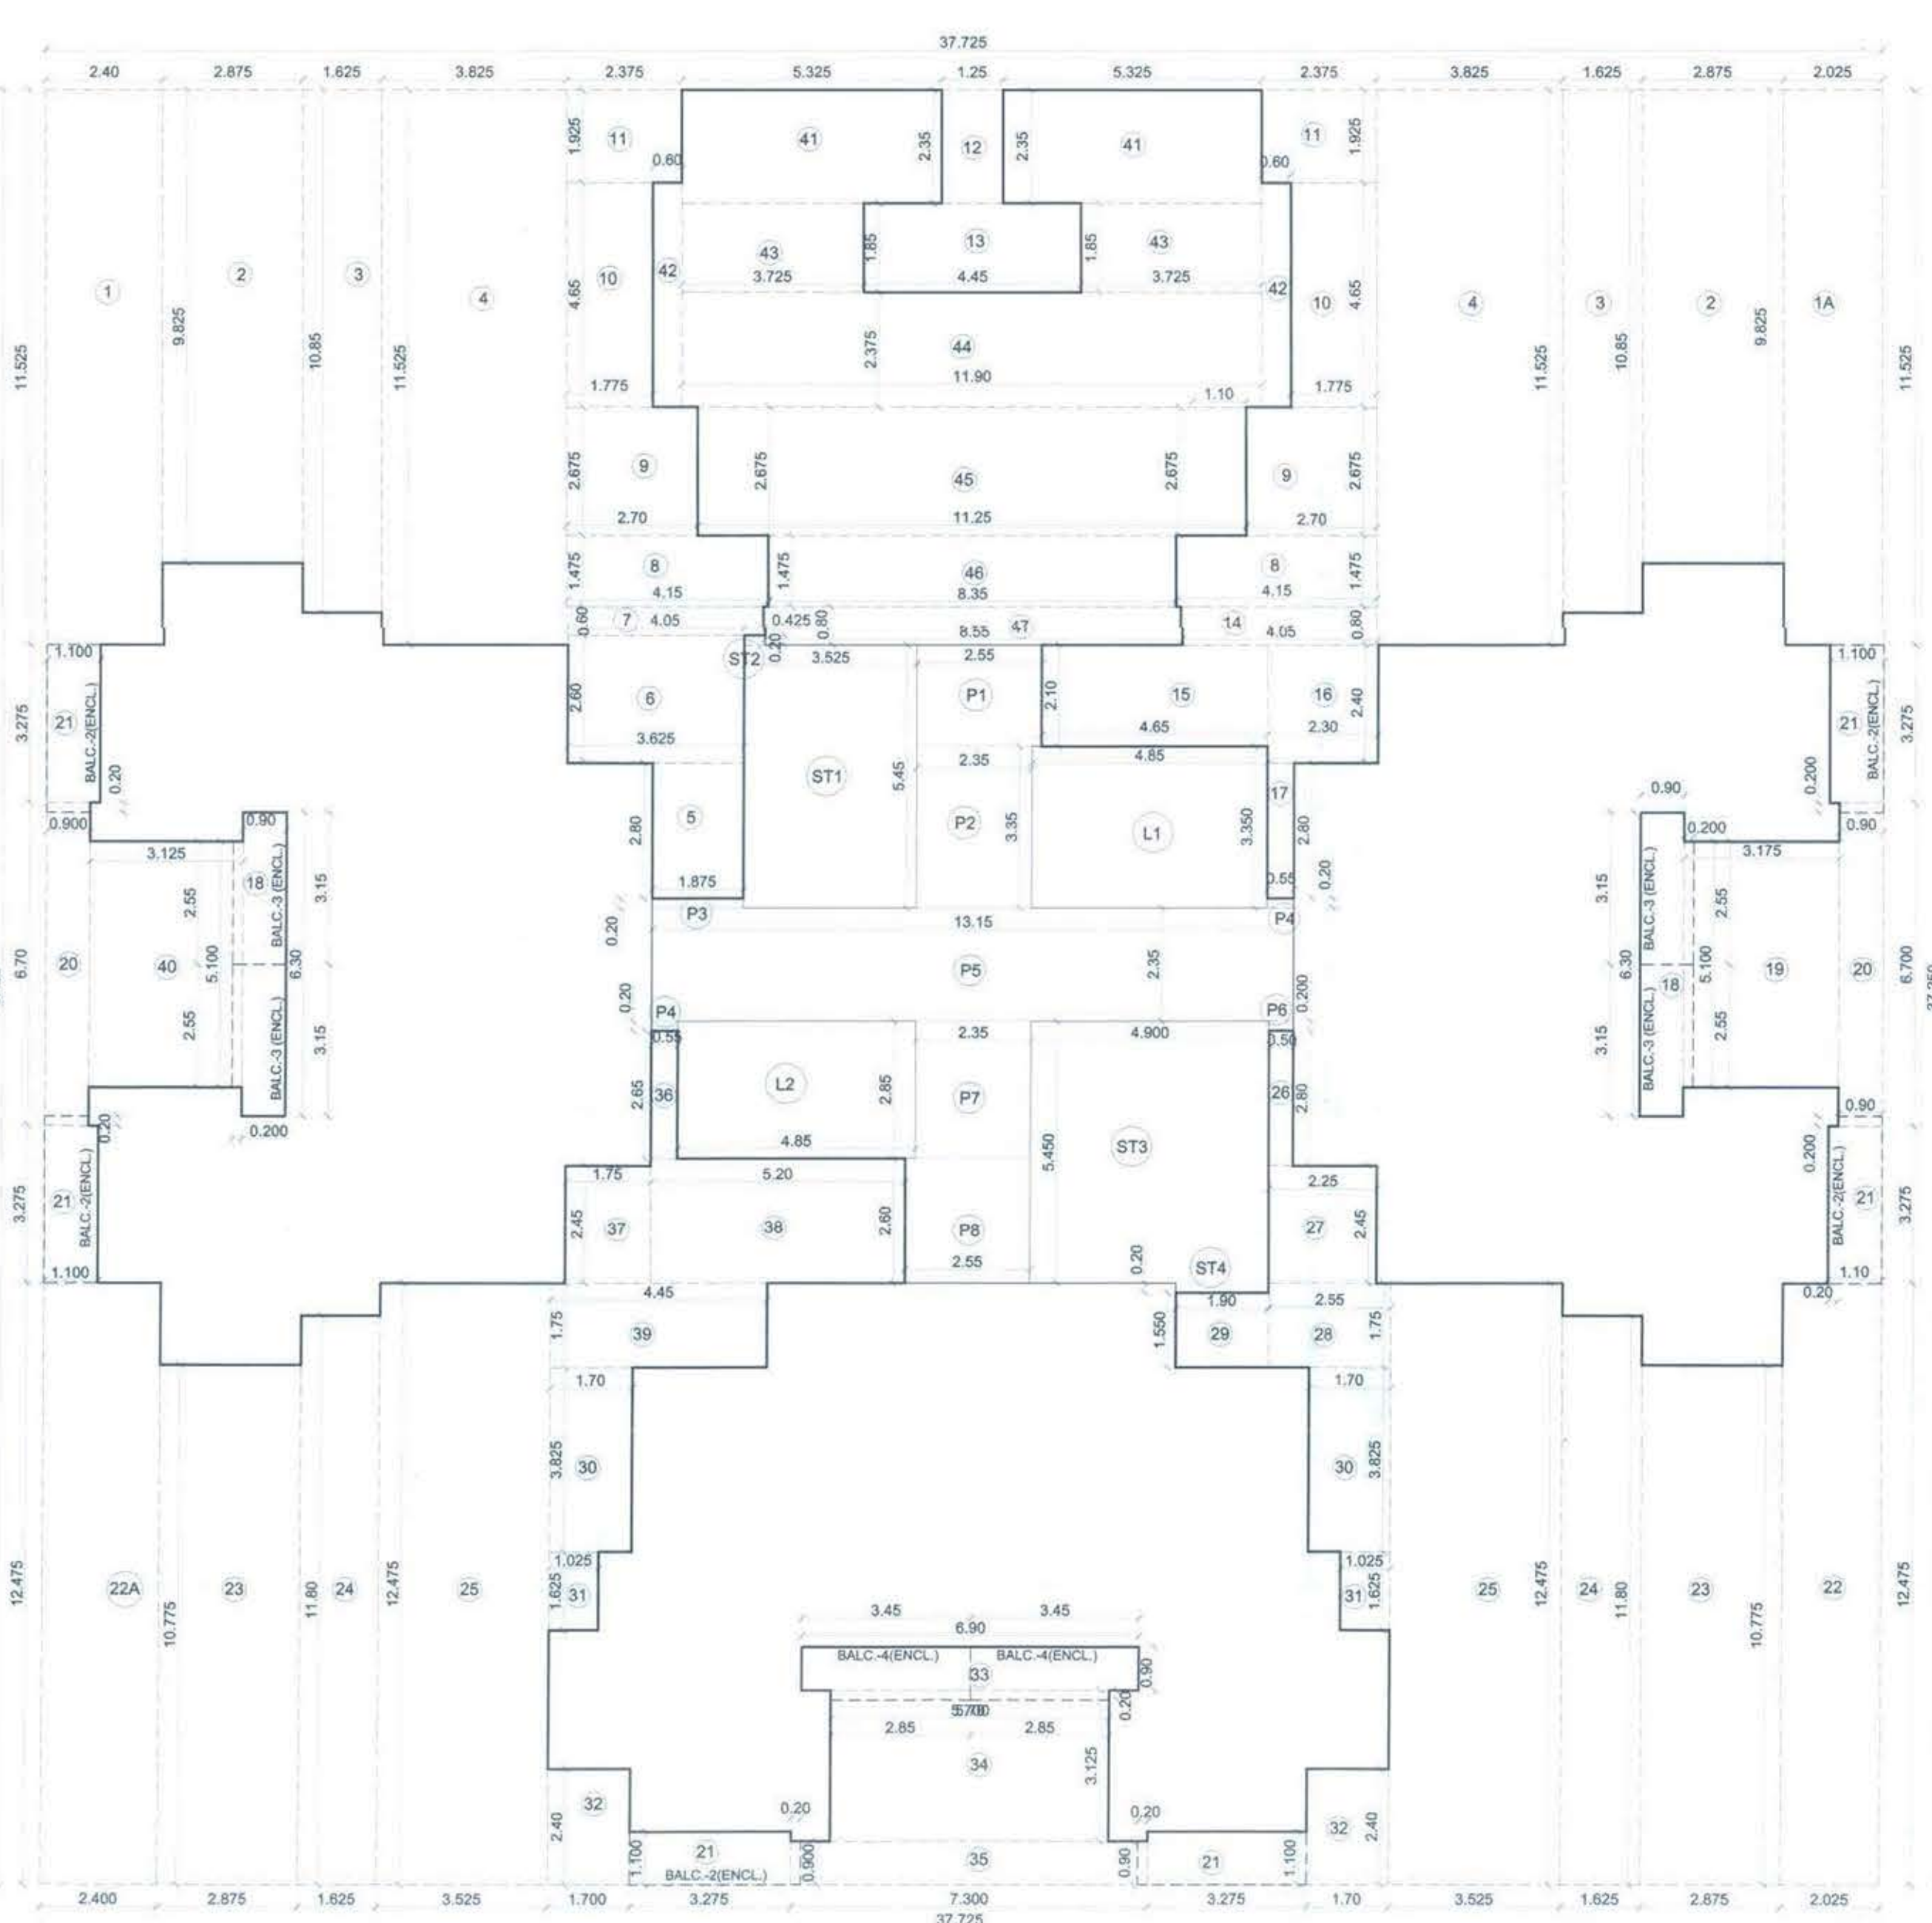 37.725
2.40 2.875 1.625 3.825 2.375 5.325 1.25 5.325 2.375 3.825 1.625 2.875 2.025
1.925 11 0.60 41 2.35 12 2.35 41 0.60 11 1.925
1 2 3 4 4.65 10 42 43 3.725 1.85 13 4.45 1.85 43 3.725 42 10 4.65 4 3 2 1A
11.525 9.825 10.85 11.525 2.375 44 11.90 11.525 10.85 9.825 11.525
1.775 1.10 1.775
2.675 9 2.675 45 2.675 9 2.675
2.70 11.25 2.70
1.475 8 1.475 46 8 1.475
4.15 8.35 4.15
0.60 7 4.05 0.425 0.80 8.55 47 14 4.05 0.80
1.100 ST2 0.20 3.525 2.55 1.100
3.275 21 BALC.-2(ENCL.) 2.60 6 P1 2.10 15 16 2.40 21 BALC.-2(ENCL.) 3.275
3.625 4.65 2.30
0.20 ST1 5.45 2.35 4.85 0.200
0.900 0.90 2.80 5 P2 3.35 L1 3.350 17 2.80 0.90 0.200 0.90
3.125 3.175
18 BALC.-3 (ENCL.) 3.15 1.875 0.55 0.20 3.15 BALC.-3 (ENCL.)
2.55 P3 13.15 P4 2.55
0.20
6.70 20 40 5.100 6.30 P5 2.35 6.30 18 5.100 19 20 6.700
0.20 P4 P6 0.200
2.55 BALC.-3 (ENCL.) 3.15 0.55 2.35 4.900 0.50 3.15 BALC.-3 (ENCL.) 2.55
2.65 36 L2 2.85 P7 26 2.80
0.20 0.200 4.85 5.450 ST3 0.90 0.200
3.275 21 BALC.-2(ENCL.) 1.75 5.20 2.25 BALC.-2(ENCL.) 21 3.275
2.45 37 38 2.60 P8 27 2.45
1.100 2.55 0.20 ST4 1.10
4.45 1.90 2.55 0.20
1.75 39 1.550 29 28 1.75
1.70 1.70
3.825 30 30 3.825
1.025 1.025
12.475 22A 23 11.80 24 12.475 25 1.625 31 31 1.625 25 12.475 24 11.80 23 22 12.475
10.775 3.45 3.45 10.775
6.90
BALC.-4(ENCL.) BALC.-4(ENCL.)
33 0.90
0.20
2.85 2.85
34 3.125
32 0.20 0.20
2.40 32 2.40
1.100 21 0.900 35 0.90 21 1.100
BALC.-2(ENCL.)
2.400 2.875 1.625 3.525 1.700 3.275 7.300 3.275 1.70 3.525 1.625 2.875 2.025
37.725